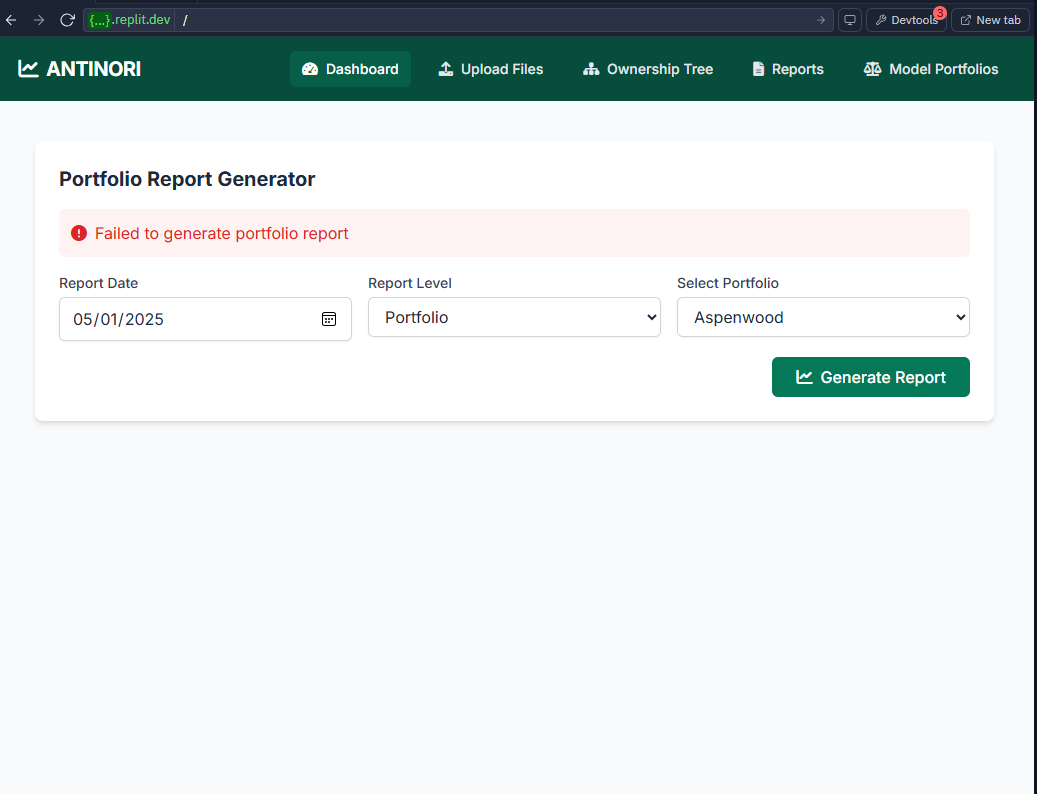 {...}.replit.dev /
Devtools 3
New tab
ANTINORI
Dashboard
Upload Files
Ownership Tree
Reports
Model Portfolios
Portfolio Report Generator
Failed to generate portfolio report
Report Date
Report Level
Select Portfolio
05/01/2025
Portfolio
Aspenwood
Generate Report